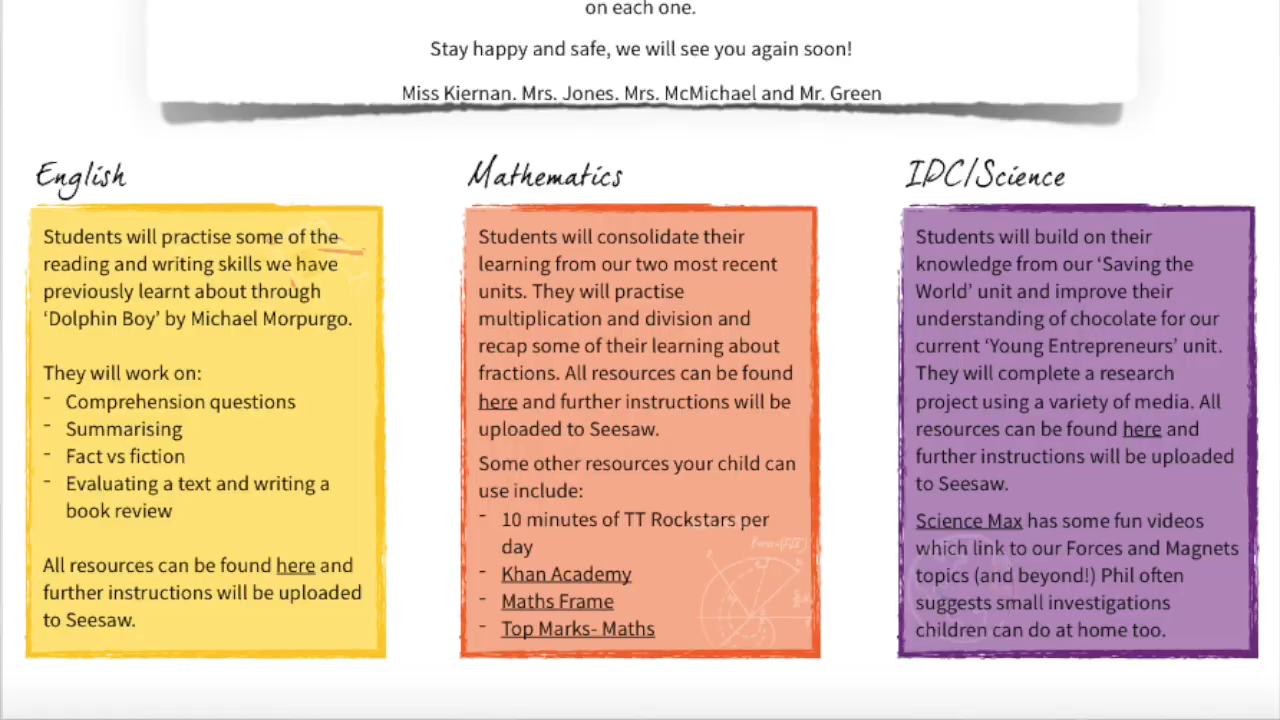 on each one.
Stay happy and safe, we will see you again soon!
Miss Kiernan. Mrs. Jones. Mrs. McMichael and Mr. Green
English
Students will practise some of the
reading and writing skills we have
previously learnt about through
‘Dolphin Boy’ by Michael Morpurgo.
They will work on:
- Comprehension questions
- Summarising
- Fact vs fiction
- Evaluating a text and writing a
book review
All resources can be found here and
further instructions will be uploaded
to Seesaw.
Mathematics
Students will consolidate their
learning from our two most recent
units. They will practise
multiplication and division and
recap some of their learning about
fractions. All resources can be found
here and further instructions will be
uploaded to Seesaw.
Some other resources your child can
use include:
- 10 minutes of TT Rockstars per
day
- Khan Academy
- Maths Frame
- Top Marks- Maths
IPC/Science
Students will build on their
knowledge from our ‘Saving the
World’ unit and improve their
understanding of chocolate for our
current ‘Young Entrepreneurs’ unit.
They will complete a research
project using a variety of media. All
resources can be found here and
further instructions will be uploaded
to Seesaw.
Science Max has some fun videos
which link to our Forces and Magnets
topics (and beyond!) Phil often
suggests small investigations
children can do at home too.